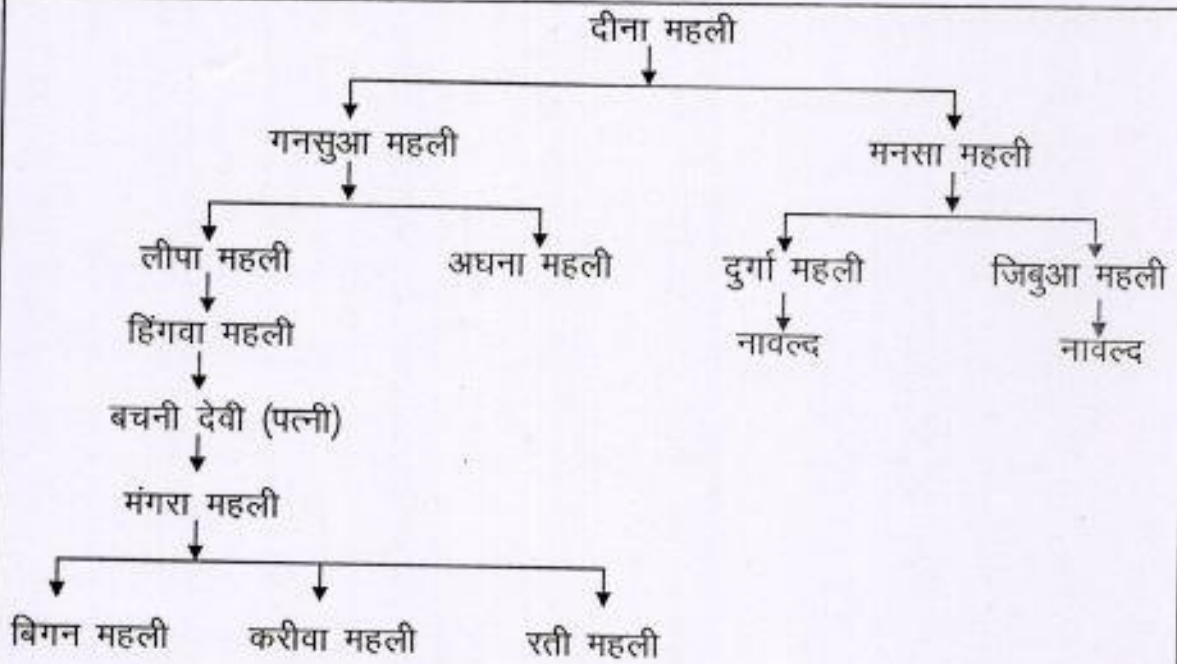 दीना महली
गनसुआ महली मनसा महली
लीपा महली अघना महली दुर्गा महली जिबुआ महली
हिंगवा महली नावल्द नावल्द
बचनी देवी (पत्नी)
मंगरा महली
बिगन महली करीवा महली रती महली